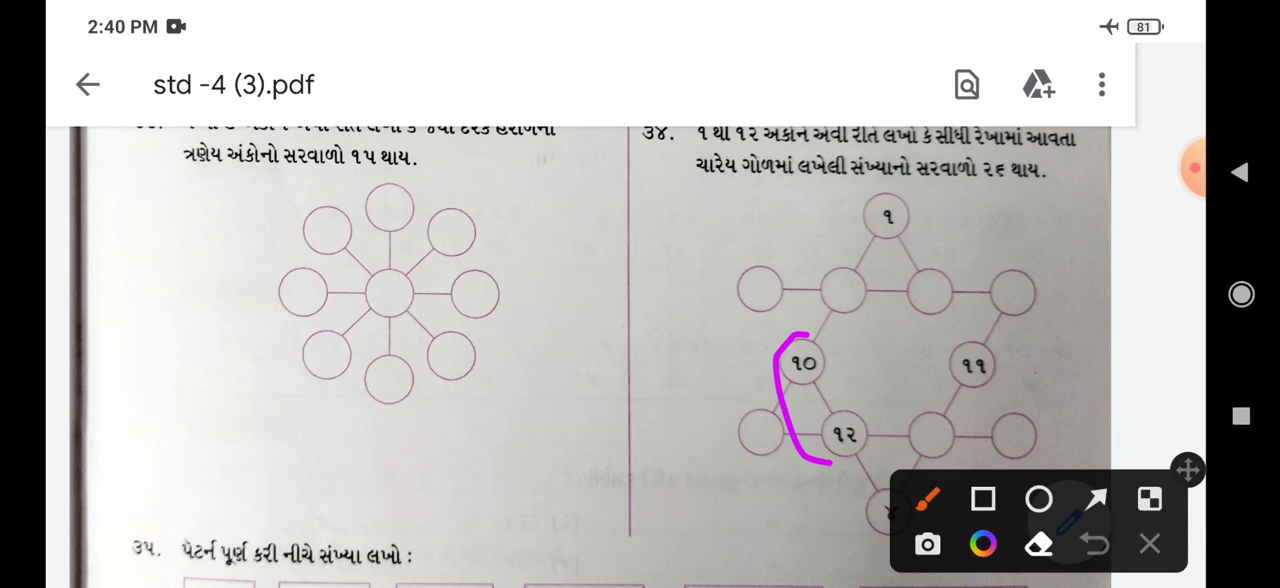 2:40 PM
81
std -4 (3).pdf
ત્રણેય અંકોનો સરવાળો ૧૫ થાય.
૩૪. ૧ થી ૧૨ અંકોને એવી રીતે લખો કે સીધી રેખામાં આવતા
ચારેય ગોળમાં લખેલી સંખ્યાનો સરવાળો ૨૬ થાય.
૧
૧૦
૧૧
૧૨
૪
૩૫. પેટર્ન પૂર્ણ કરી નીચે સંખ્યા લખો :